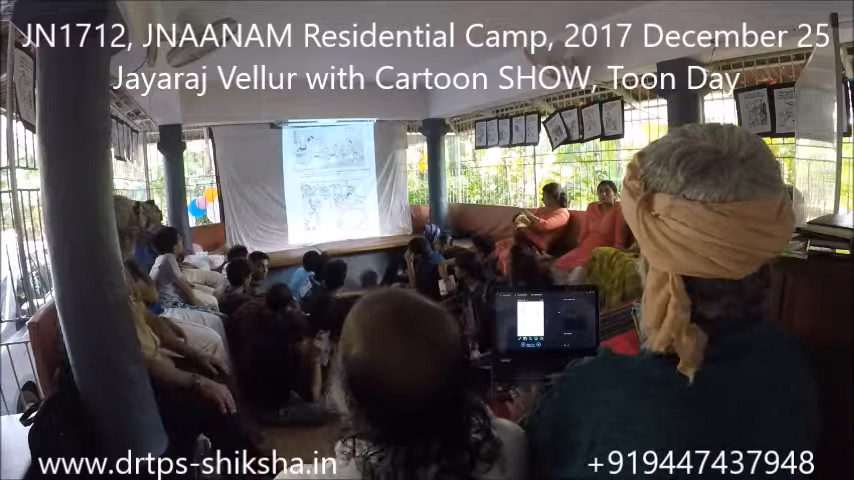 JN1712, JNAANAM Residential Camp, 2017 December 25
Jayaraj Vellur with Cartoon SHOW, Toon Day
www.drtps-shiksha.in
+919447437948